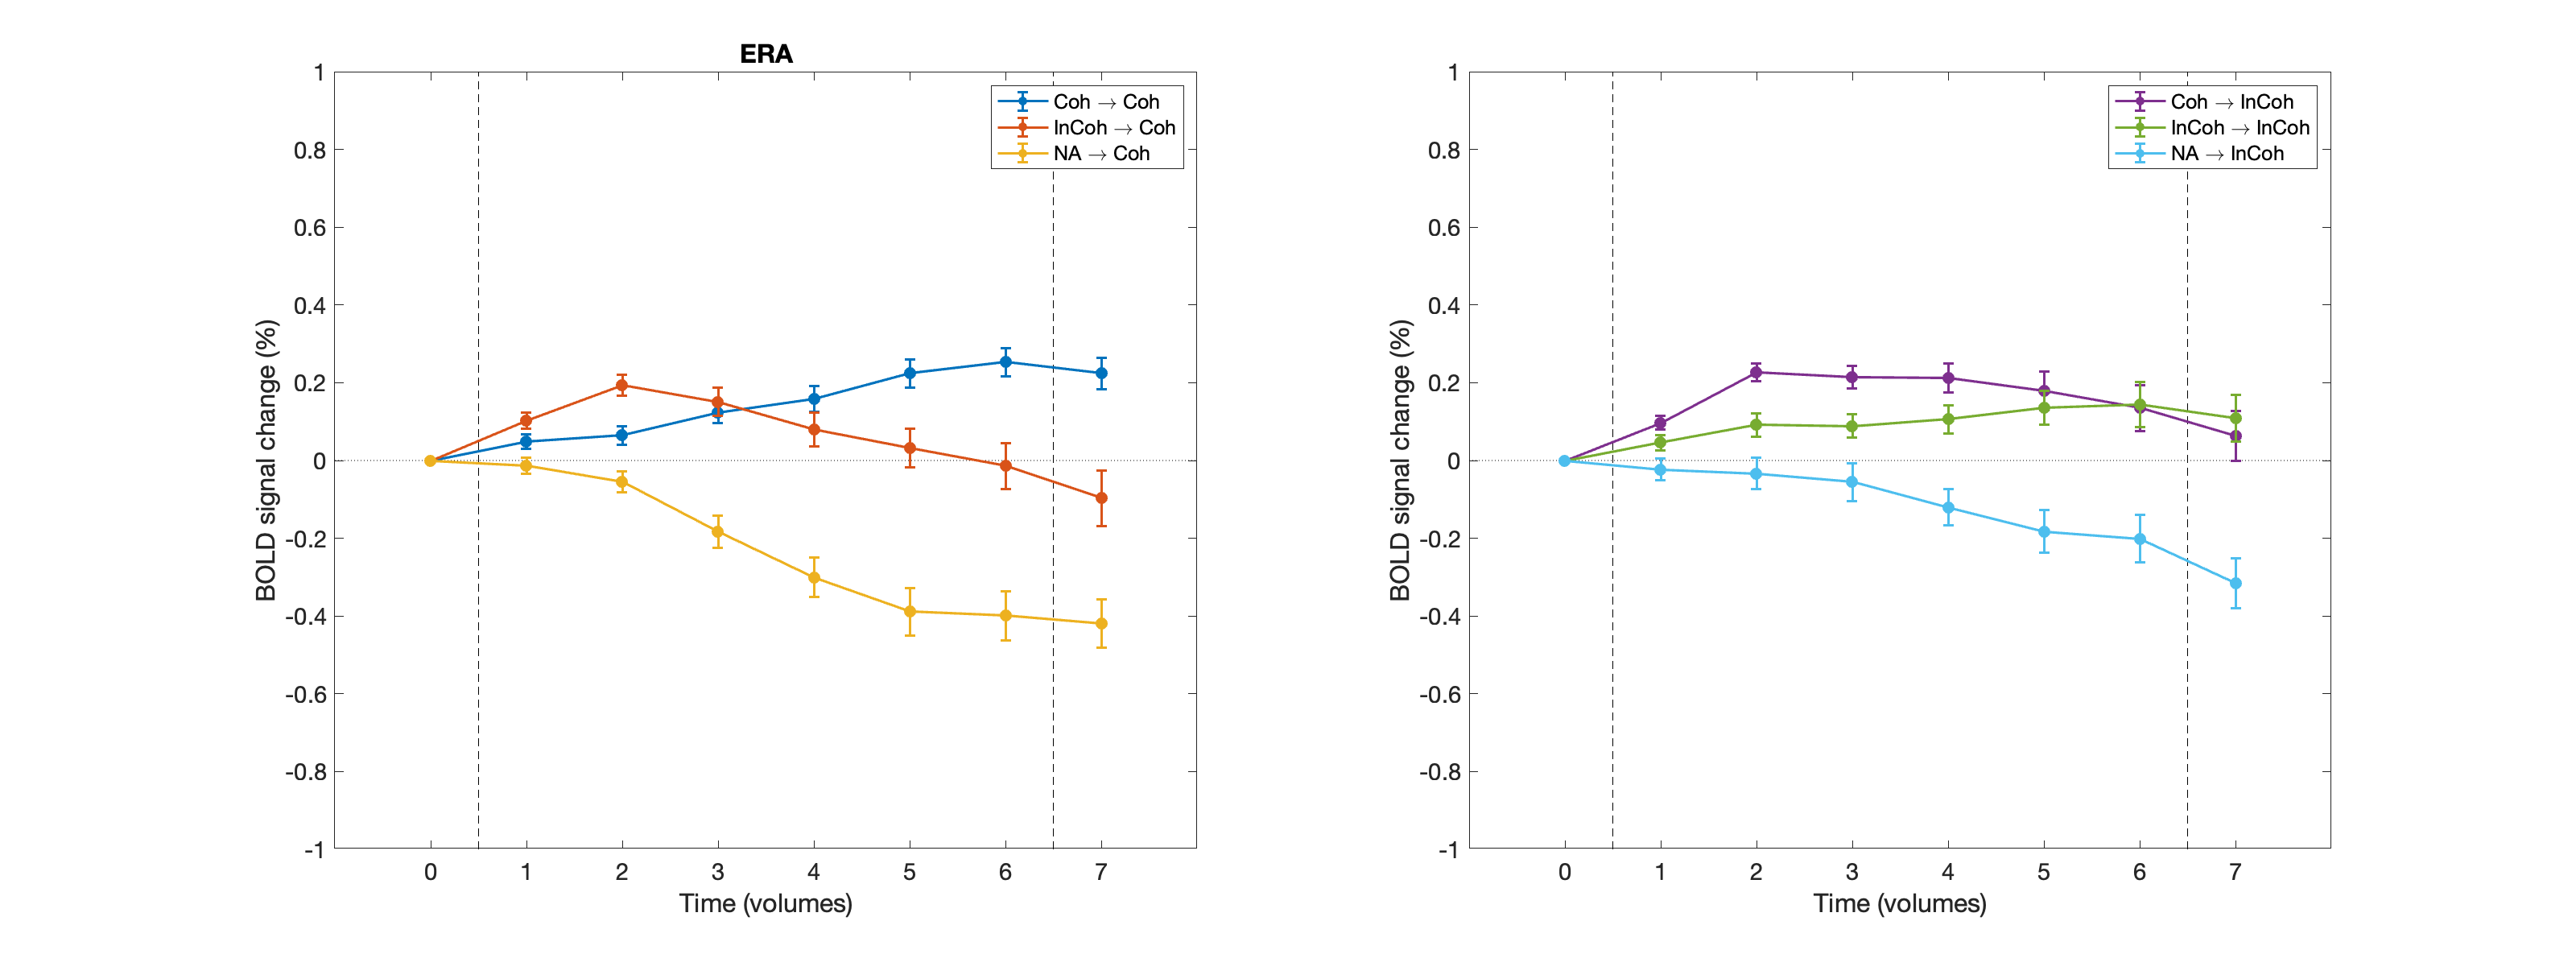 ERA
BOLD signal change (%)
1
0.8
0.6
0.4
0.2
0
-0.2
-0.4
-0.6
-0.8
-1
0 1 2 3 4 5 6 7
Time (volumes)
Coh → Coh
InCoh → Coh
NA → Coh
BOLD signal change (%)
1
0.8
0.6
0.4
0.2
0
-0.2
-0.4
-0.6
-0.8
-1
0 1 2 3 4 5 6 7
Time (volumes)
Coh → InCoh
InCoh → InCoh
NA → InCoh